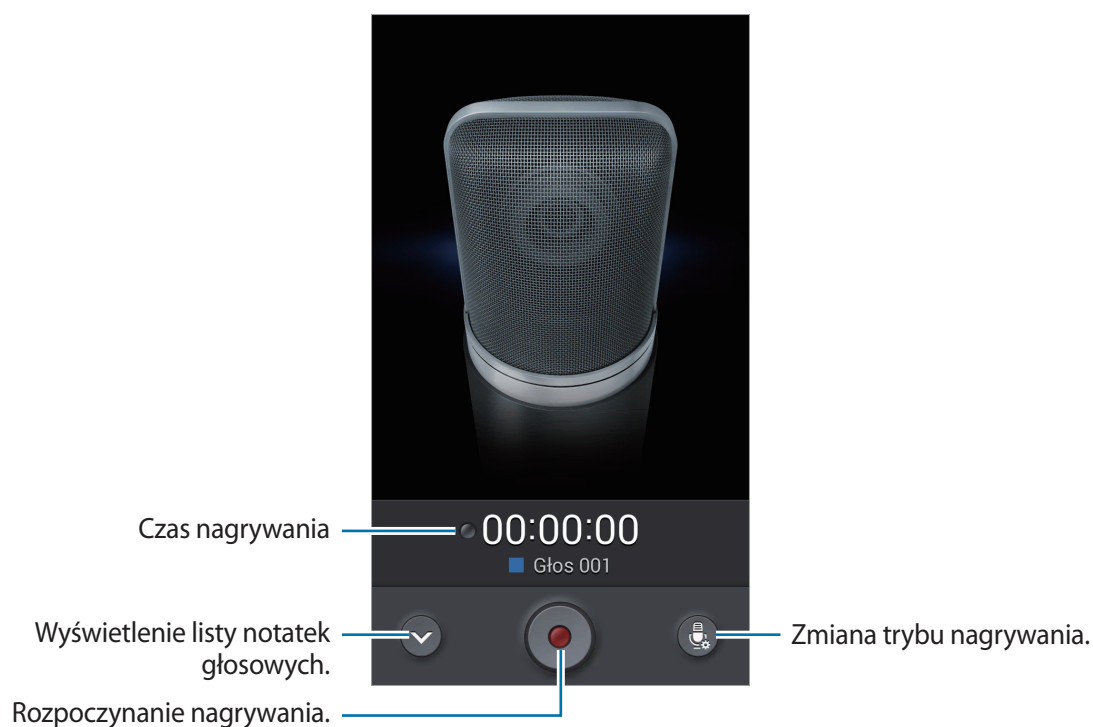 Czas nagrywania
00:00:00
Głos 001
Wyświetlenie listy notatek
głosowych.
Zmiana trybu nagrywania.
Rozpoczynanie nagrywania.